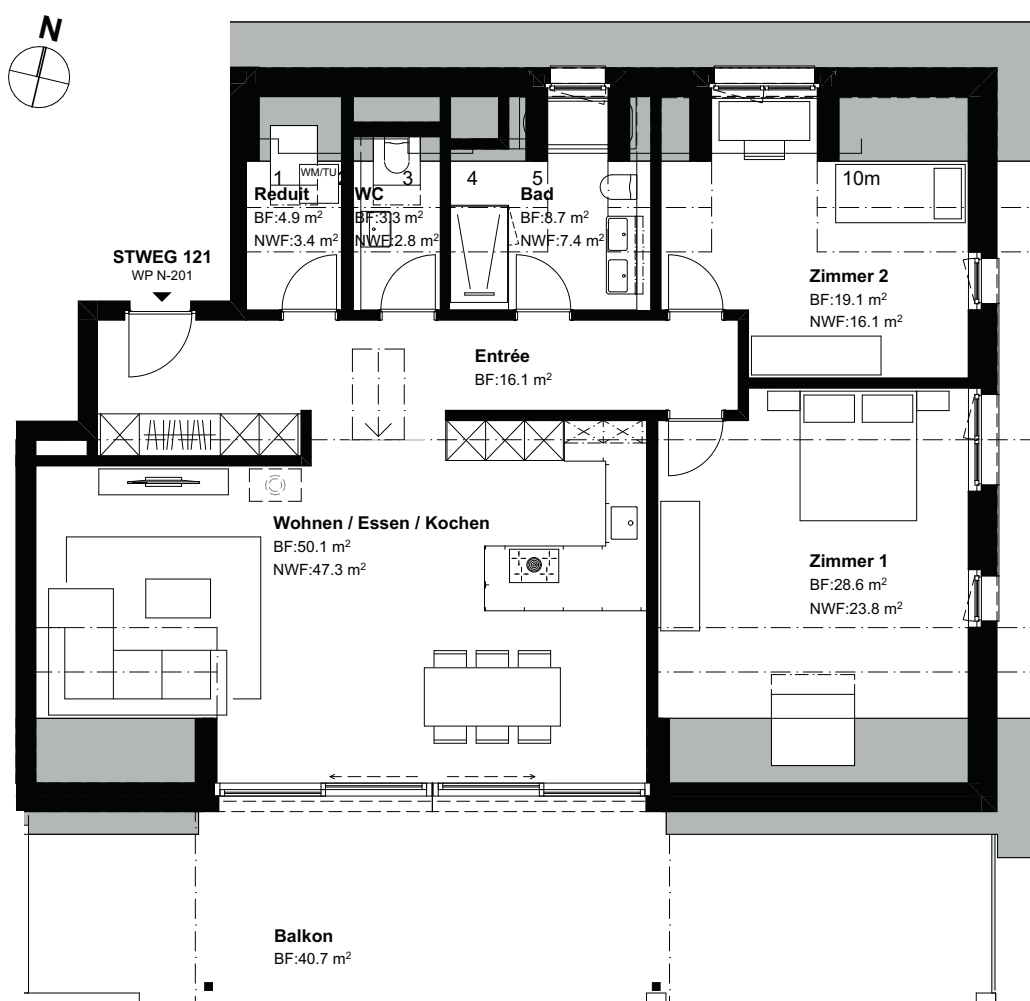 N
1
WM/TU
2
3
4
5
10m
Reduit
BF:4.9 m²
NWF:3.4 m²
WC
BF:3.3 m²
NWF:2.8 m²
Bad
BF:8.7 m²
NWF:7.4 m²
STWEG 121
WP N-201
Zimmer 2
BF:19.1 m²
NWF:16.1 m²
Entrée
BF:16.1 m²
Wohnen / Essen / Kochen
BF:50.1 m²
NWF:47.3 m²
Zimmer 1
BF:28.6 m²
NWF:23.8 m²
Balkon
BF:40.7 m²